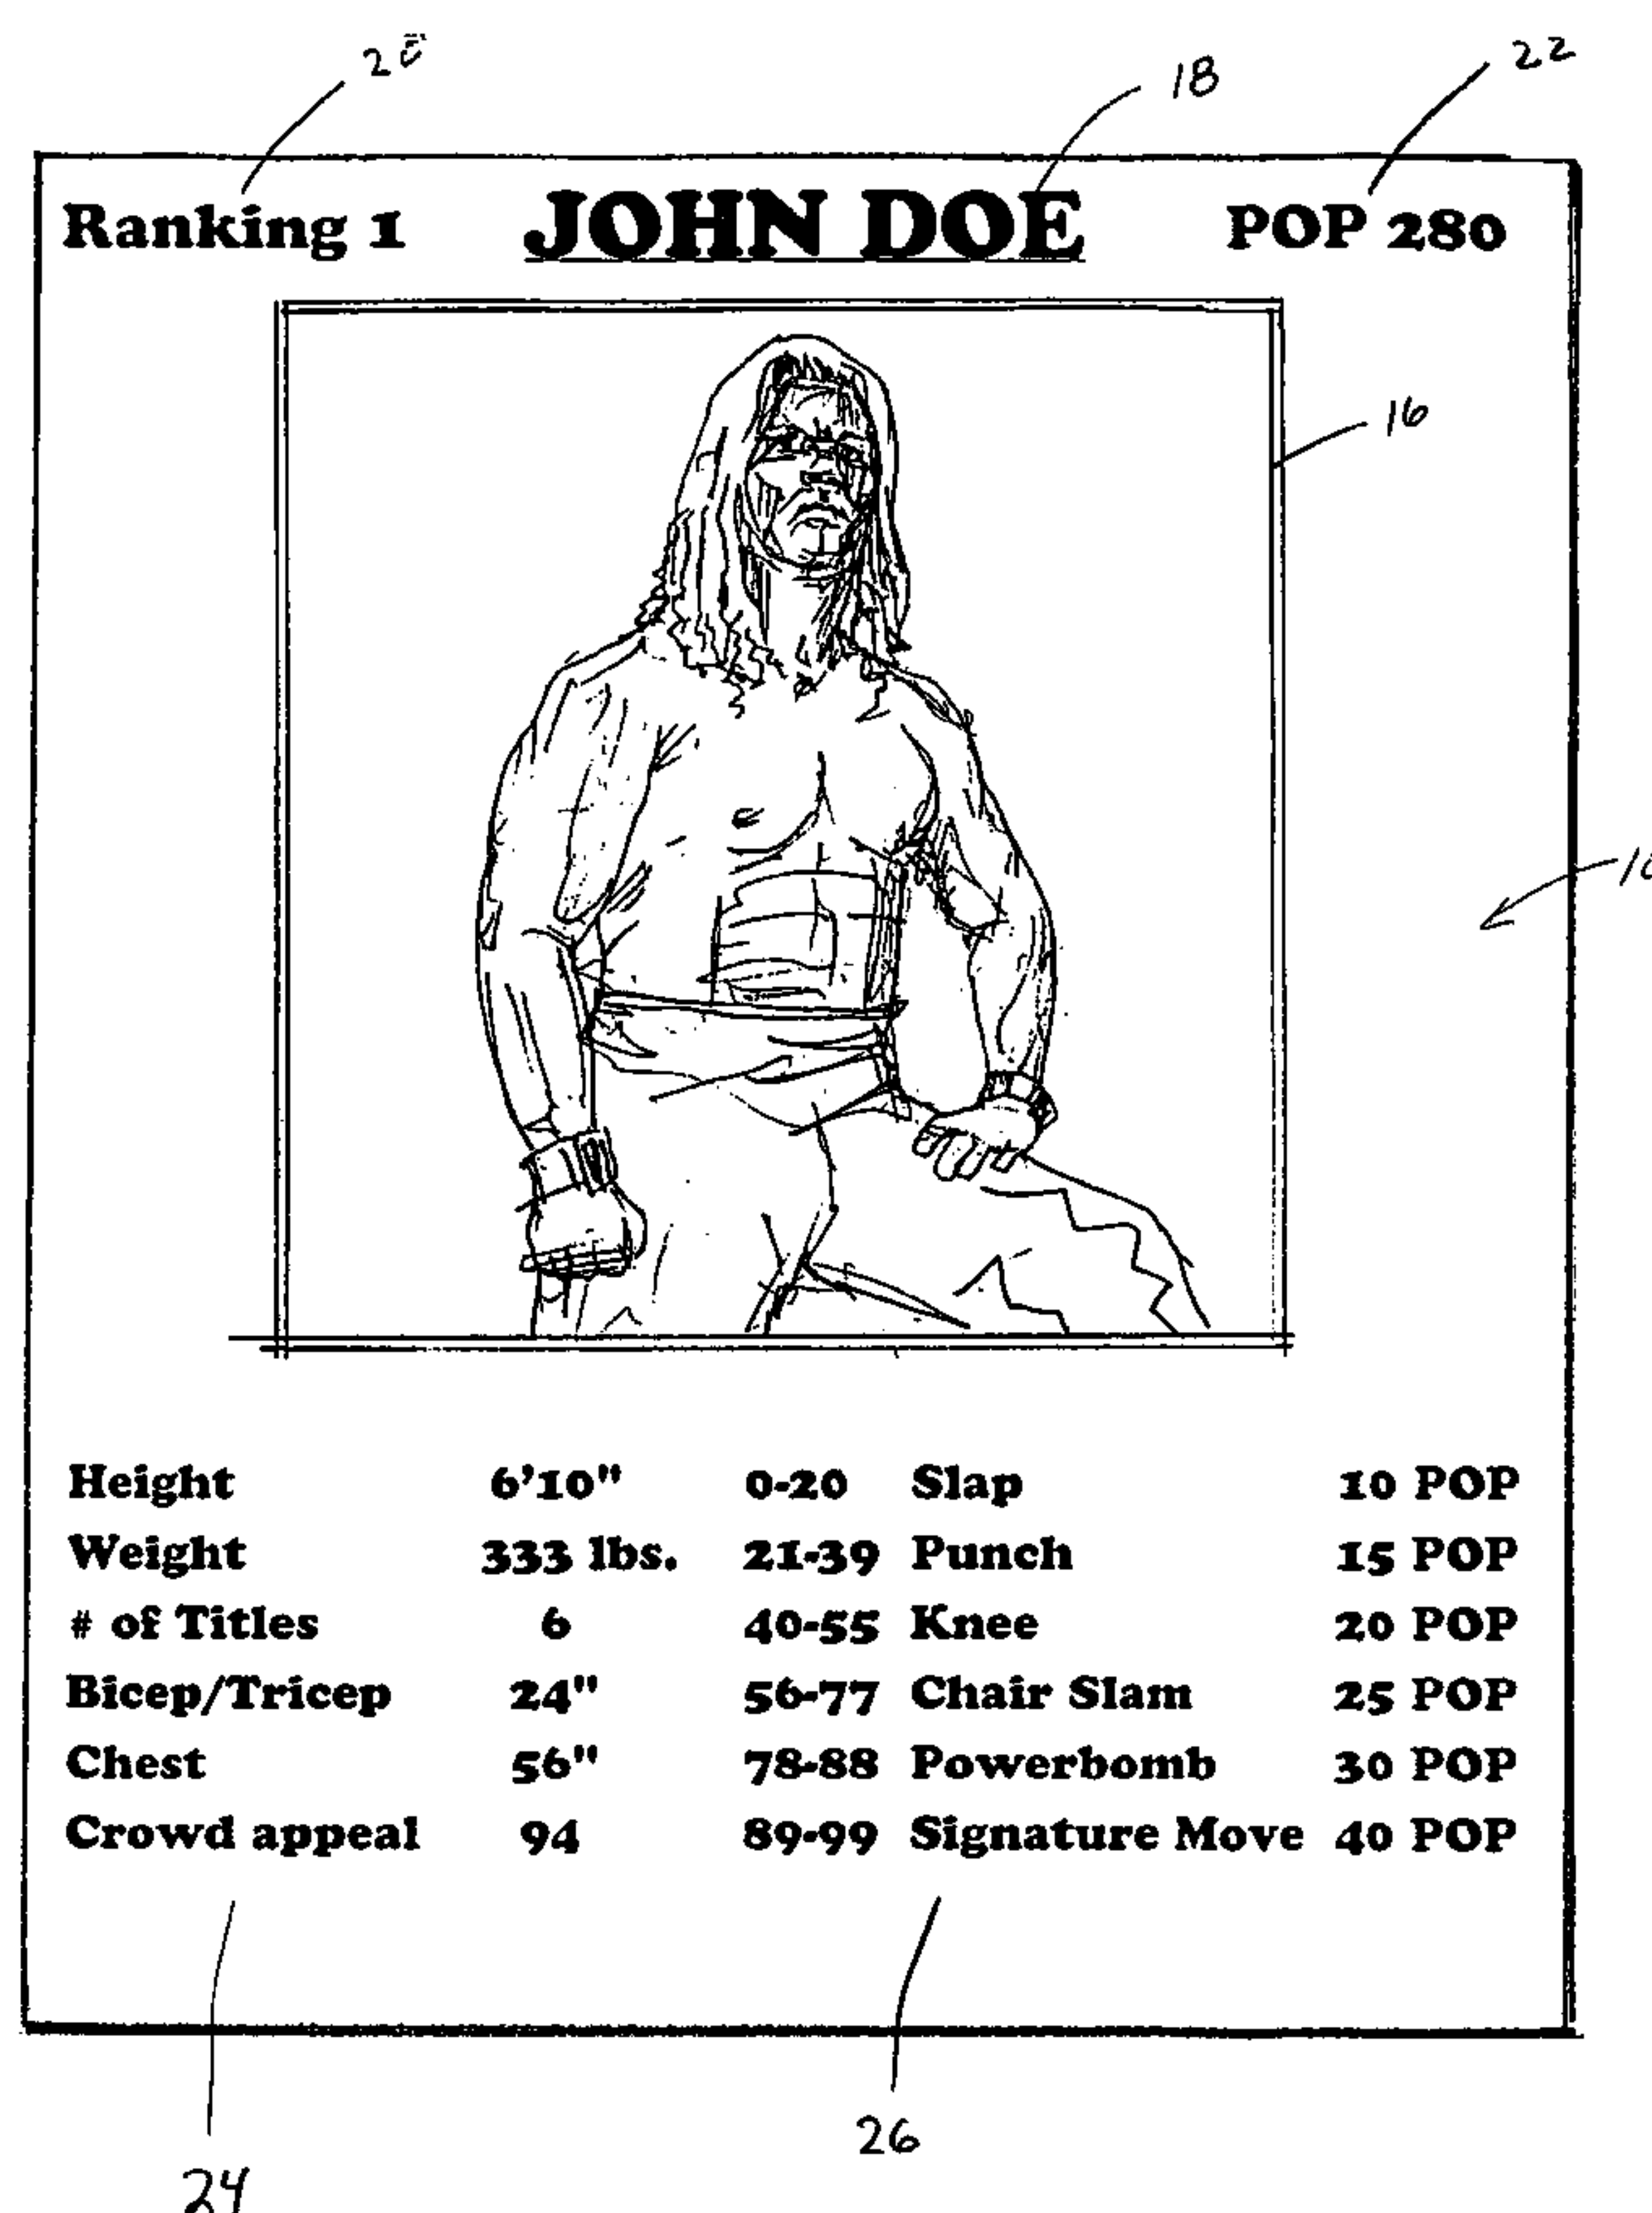 20 18 22
Ranking 1 JOHN DOE POP 280
16
Height 6'10" 0-20 Slap 10 POP
Weight 333 lbs. 21-39 Punch 15 POP
# of Titles 6 40-55 Knee 20 POP
Bicep/Tricep 24" 56-77 Chair Slam 25 POP
Chest 56" 78-88 Powerbomb 30 POP
Crowd appeal 94 89-99 Signature Move 40 POP
26
24